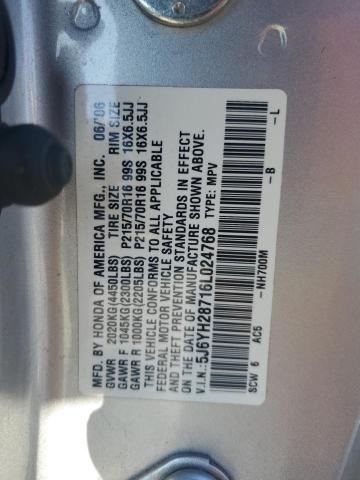 MFD. BY HONDA OF AMERICA MFG., INC. 06/06
GVWR 2020KG(4450LBS) TIRE SIZE RIM SIZE
GAWR F 1045KG(2300LBS) P215/70R16 99S 16X6.5JJ
GAWR R 1000KG(2205LBS) P215/70R16 99S 16X6.5JJ
THIS VEHICLE CONFORMS TO ALL APPLICABLE
FEDERAL MOTOR VEHICLE SAFETY
AND THEFT PREVENTION STANDARDS IN EFFECT
ON THE DATE OF MANUFACTURE SHOWN ABOVE.
V.I.N.: 5J6YH28716L024768 TYPE: MPV
SCW 6 AC5 -NH700M -B -L